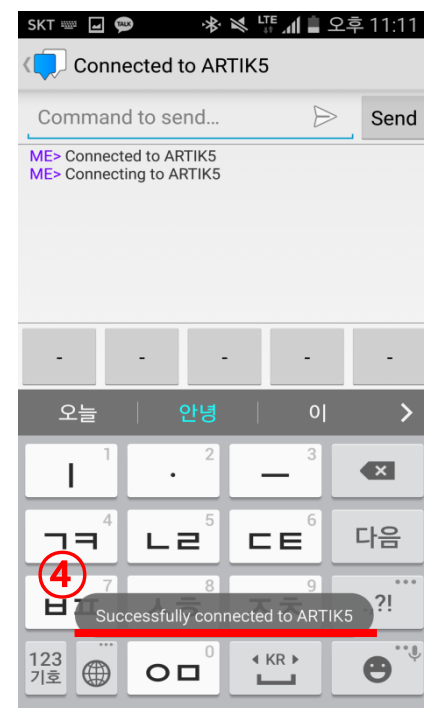 SKT TALK LTE 오후 11:11
Connected to ARTIK5
Command to send... Send
ME> Connected to ARTIK5
ME> Connecting to ARTIK5
- - - - -
오늘 안녕 이
ㅣ 1 · 2 ㅡ 3
ㄱㅋ 4 ㄴㄹ 5 ㄷㅌ 6 다음
④
ㅂㅍ 7 8 9 .,?!
Successfully connected to ARTIK5
123
기호 ㅇㅁ 0 KR